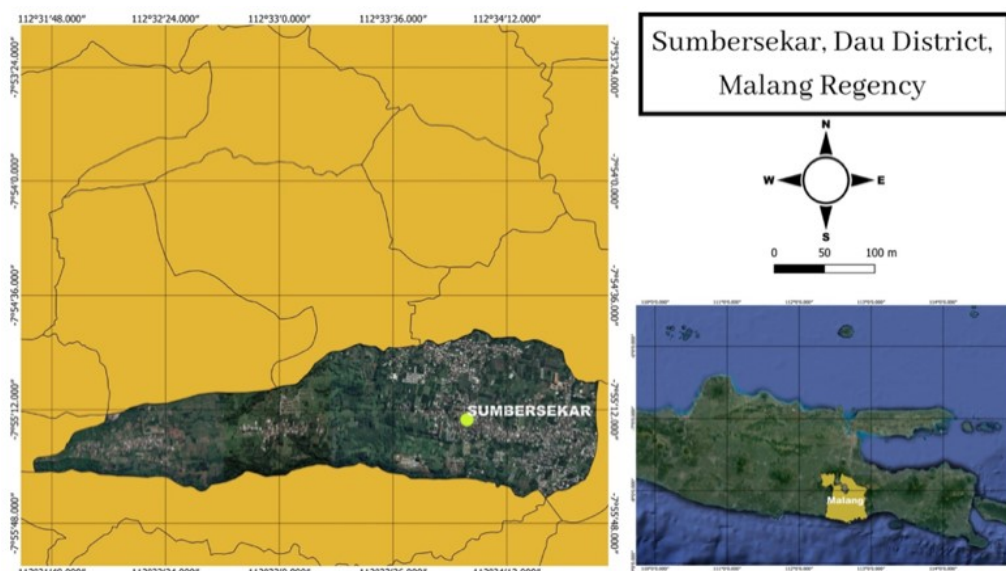 112°31'48.000" 112°32'24.000" 112°33'0.000" 112°33'36.000" 112°34'12.000"
-7°53'24.000"
-7°54'0.000"
-7°54'36.000"
-7°55'12.000"
-7°55'48.000"
SUMBERSEKAR
-7°53'24.000"
-7°54'0.000"
-7°54'36.000"
-7°55'12.000"
-7°55'48.000"
Sumbersekar, Dau District,
Malang Regency
N
W E
S
0 50 100 m
Malang